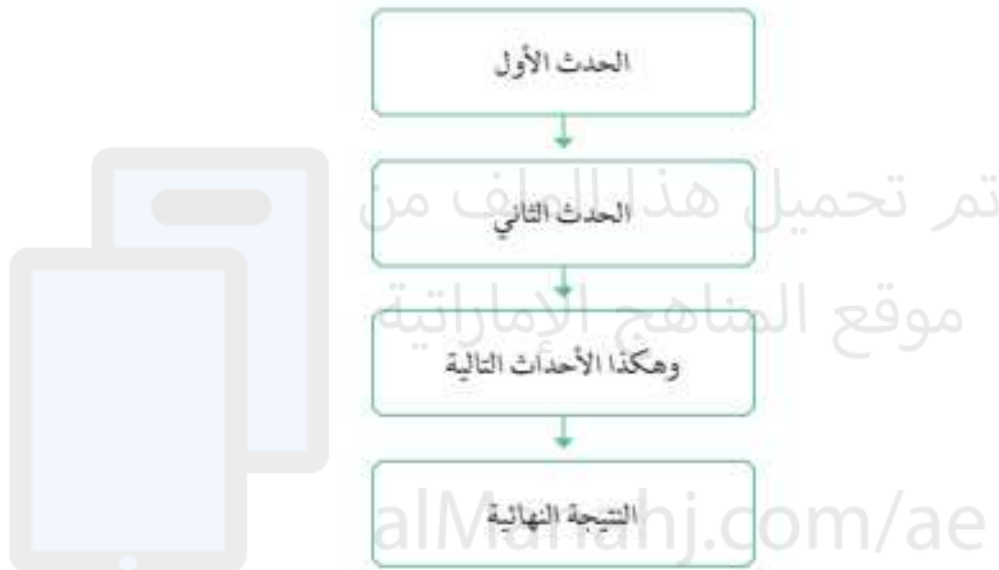 الحدث الأول
تم تحميل هذا الملف من
الحدث الثاني
موقع المناهج الإماراتية
وهكذا الأحداث التالية
النتيجة النهائية
alManahj.com/ae